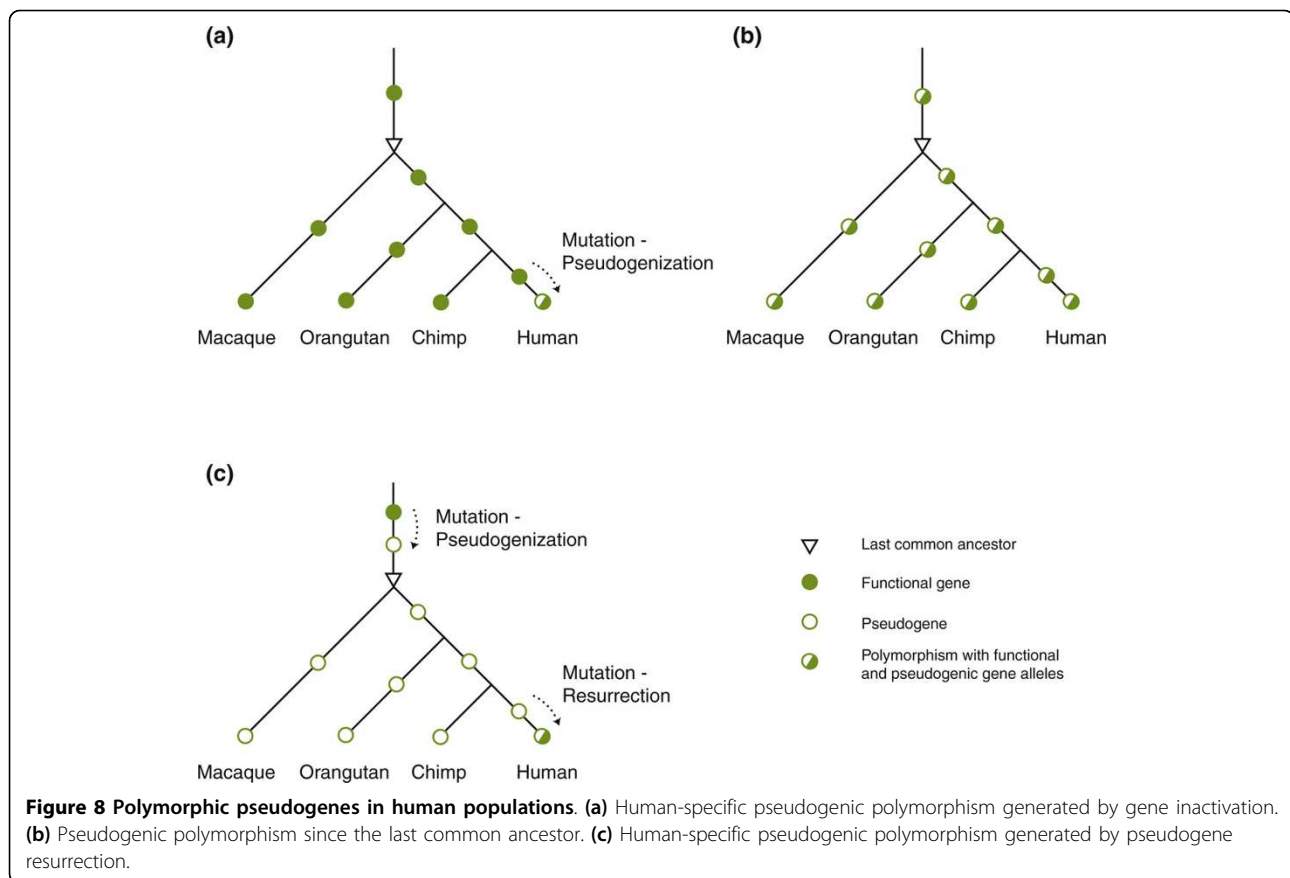 (a)
Mutation -
Pseudogenization
Macaque Orangutan Chimp Human
(b)
Macaque Orangutan Chimp Human
(c)
Mutation -
Pseudogenization
Mutation -
Resurrection
Macaque Orangutan Chimp Human
Last common ancestor
Functional gene
Pseudogene
Polymorphism with functional
and pseudogenic gene alleles
Figure 8 Polymorphic pseudogenes in human populations. (a) Human-specific pseudogenic polymorphism generated by gene inactivation.
(b) Pseudogenic polymorphism since the last common ancestor. (c) Human-specific pseudogenic polymorphism generated by pseudogene
resurrection.